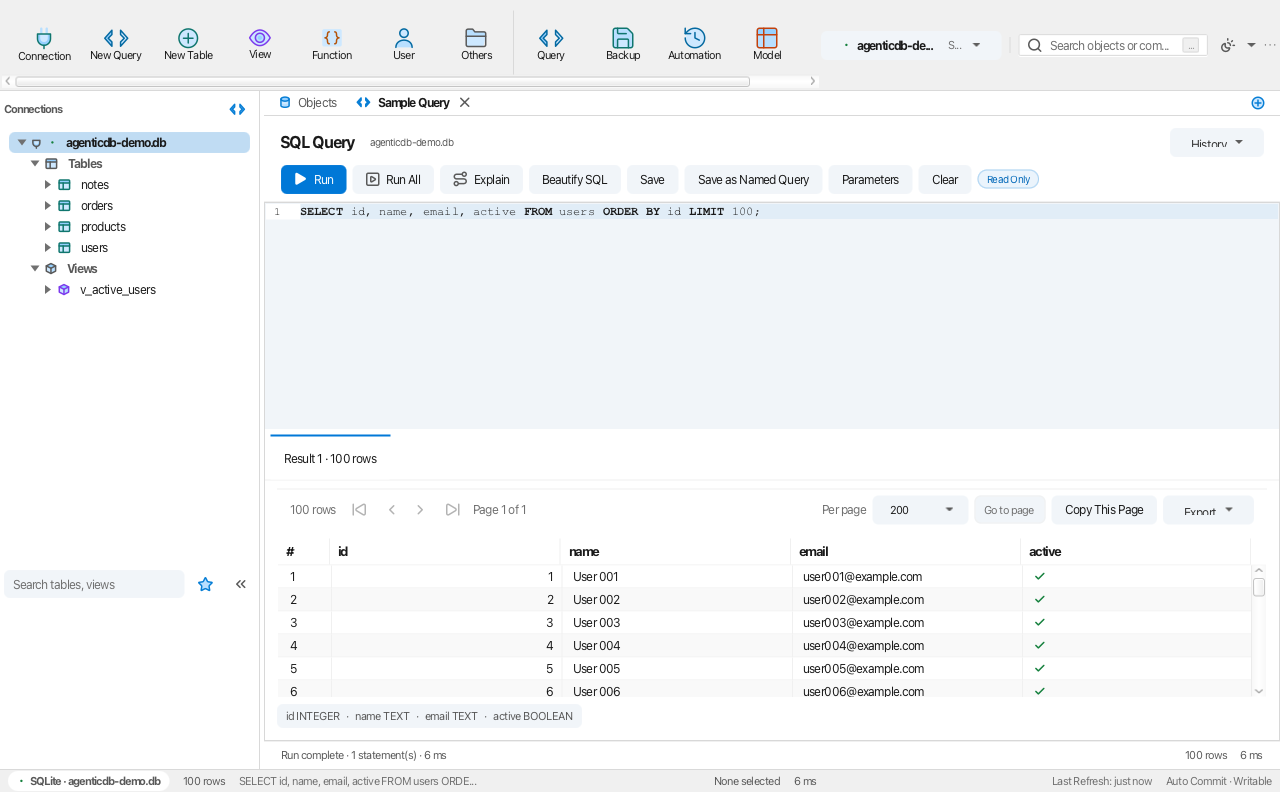 Connection New Query New Table View Function User Others Query Backup Automation Model
agenticdb-de... S... Search objects or com... ...
Connections
Objects Sample Query
agenticdb-demo.db
Tables
notes
orders
products
users
Views
v_active_users
Search tables, views
SQL Query agenticdb-demo.db History
Run Run All Explain Beautify SQL Save Save as Named Query Parameters Clear Read Only
1 SELECT id, name, email, active FROM users ORDER BY id LIMIT 100;
Result 1 · 100 rows
100 rows Page 1 of 1 Per page 200 Go to page Copy This Page Export
# id name email active
1 1 User 001 user001@example.com
2 2 User 002 user002@example.com
3 3 User 003 user003@example.com
4 4 User 004 user004@example.com
5 5 User 005 user005@example.com
6 6 User 006 user006@example.com
id INTEGER · name TEXT · email TEXT · active BOOLEAN
Run complete · 1 statement(s) · 6 ms 100 rows 6 ms
SQLite · agenticdb-demo.db 100 rows SELECT id, name, email, active FROM users ORDE... None selected 6 ms Last Refresh: just now Auto Commit · Writable